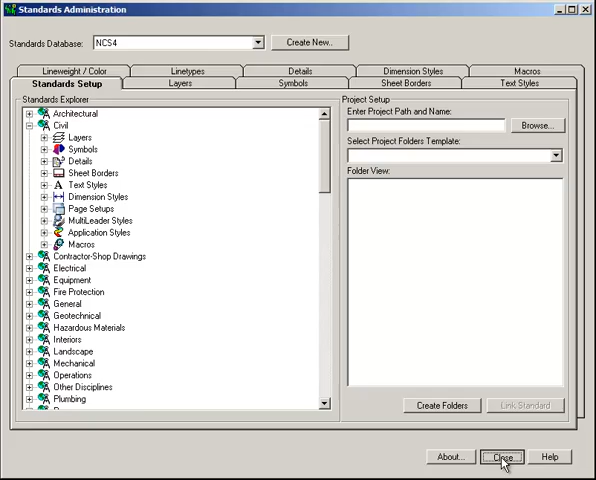 Standards Administration
Standards Database: NCS4 Create New..
Lineweight / Color Linetypes Details Dimension Styles Macros
Standards Setup Layers Symbols Sheet Borders Text Styles
Standards Explorer
Architectural
Civil
Layers
Symbols
Details
Sheet Borders
Text Styles
Dimension Styles
Page Setups
MultiLeader Styles
Application Styles
Macros
Contractor-Shop Drawings
Electrical
Equipment
Fire Protection
General
Geotechnical
Hazardous Materials
Interiors
Landscape
Mechanical
Operations
Other Disciplines
Plumbing
Project Setup
Enter Project Path and Name:
Browse...
Select Project Folders Template:
Folder View:
Create Folders Link Standard
About... Close Help